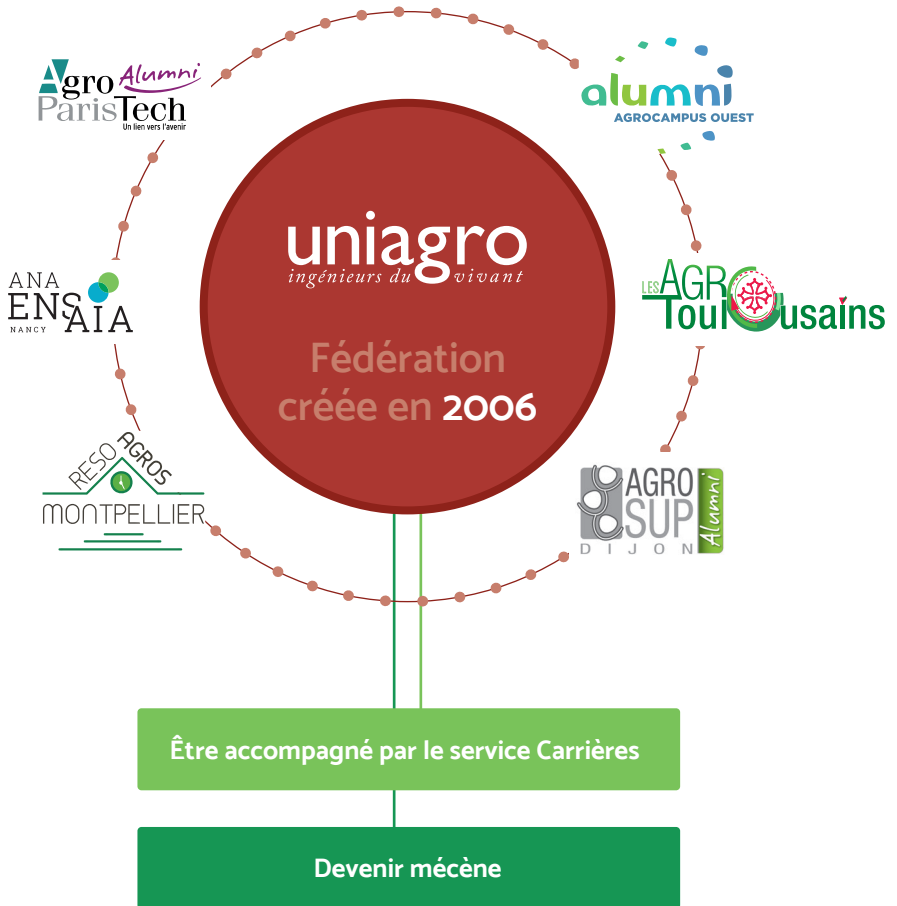 Agro Alumni
ParisTech
Un lien vers l'avenir
alumni
AGROCAMPUS OUEST
uniagro
ingénieurs du vivant
Fédération
créée en 2006
ANA
ENSAIA
NANCY
LES AGRO
Toulousains
RESO AGROS
MONTPELLIER
AGRO
SUP
DIJON
Alumni
Être accompagné par le service Carrières
Devenir mécène